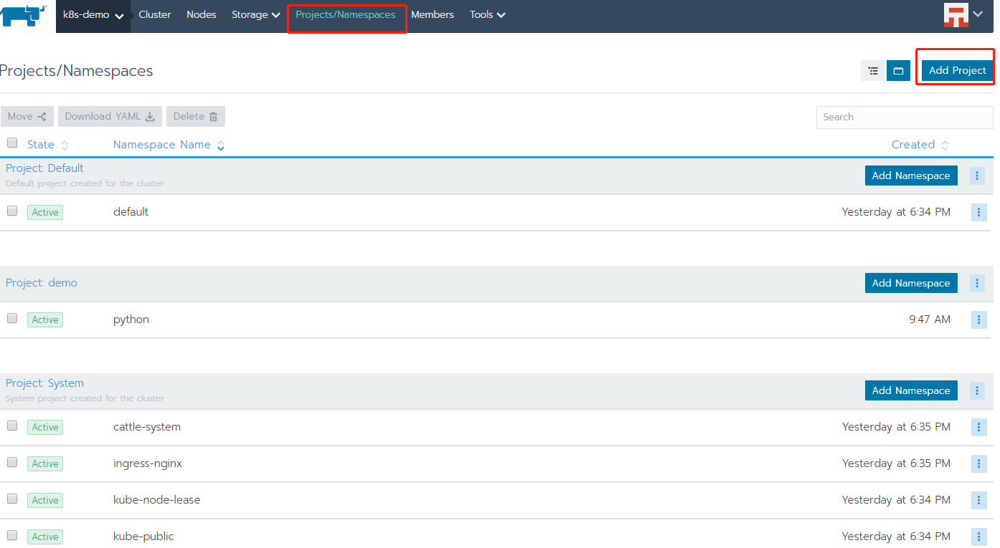 k8s-demo Cluster Nodes Storage Projects/Namespaces Members Tools
Projects/Namespaces
Add Project
Move Download YAML Delete
Search
State Namespace Name Created
Project: Default
Default project created for the cluster
Add Namespace
Active default Yesterday at 6:34 PM
Project: demo
Add Namespace
Active python 9:47 AM
Project: System
System project created for the cluster
Add Namespace
Active cattle-system Yesterday at 6:35 PM
Active ingress-nginx Yesterday at 6:35 PM
Active kube-node-lease Yesterday at 6:34 PM
Active kube-public Yesterday at 6:34 PM